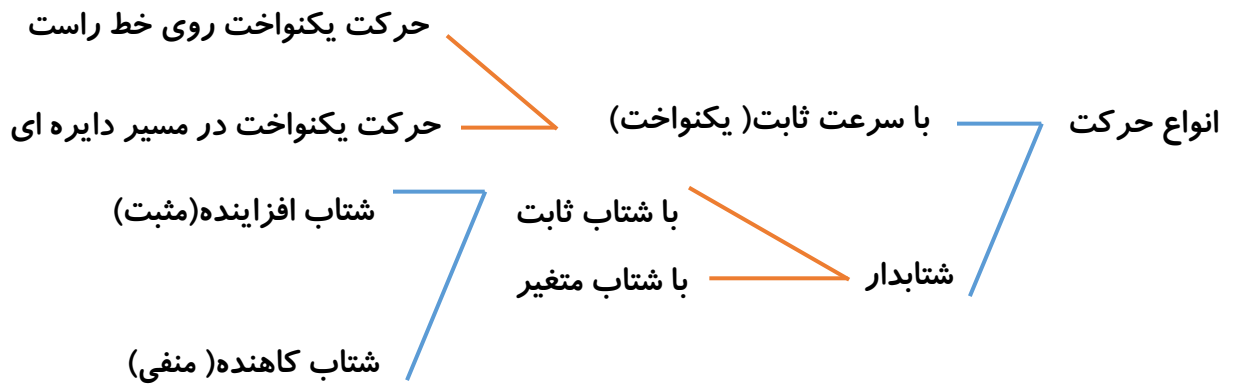 حرکت یکنواخت روی خط راست
انواع حرکت
با سرعت ثابت( یکنواخت)
حرکت یکنواخت در مسیر دایره ای
با شتاب ثابت
شتاب افزاینده(مثبت)
شتابدار
با شتاب متغیر
شتاب کاهنده( منفی)